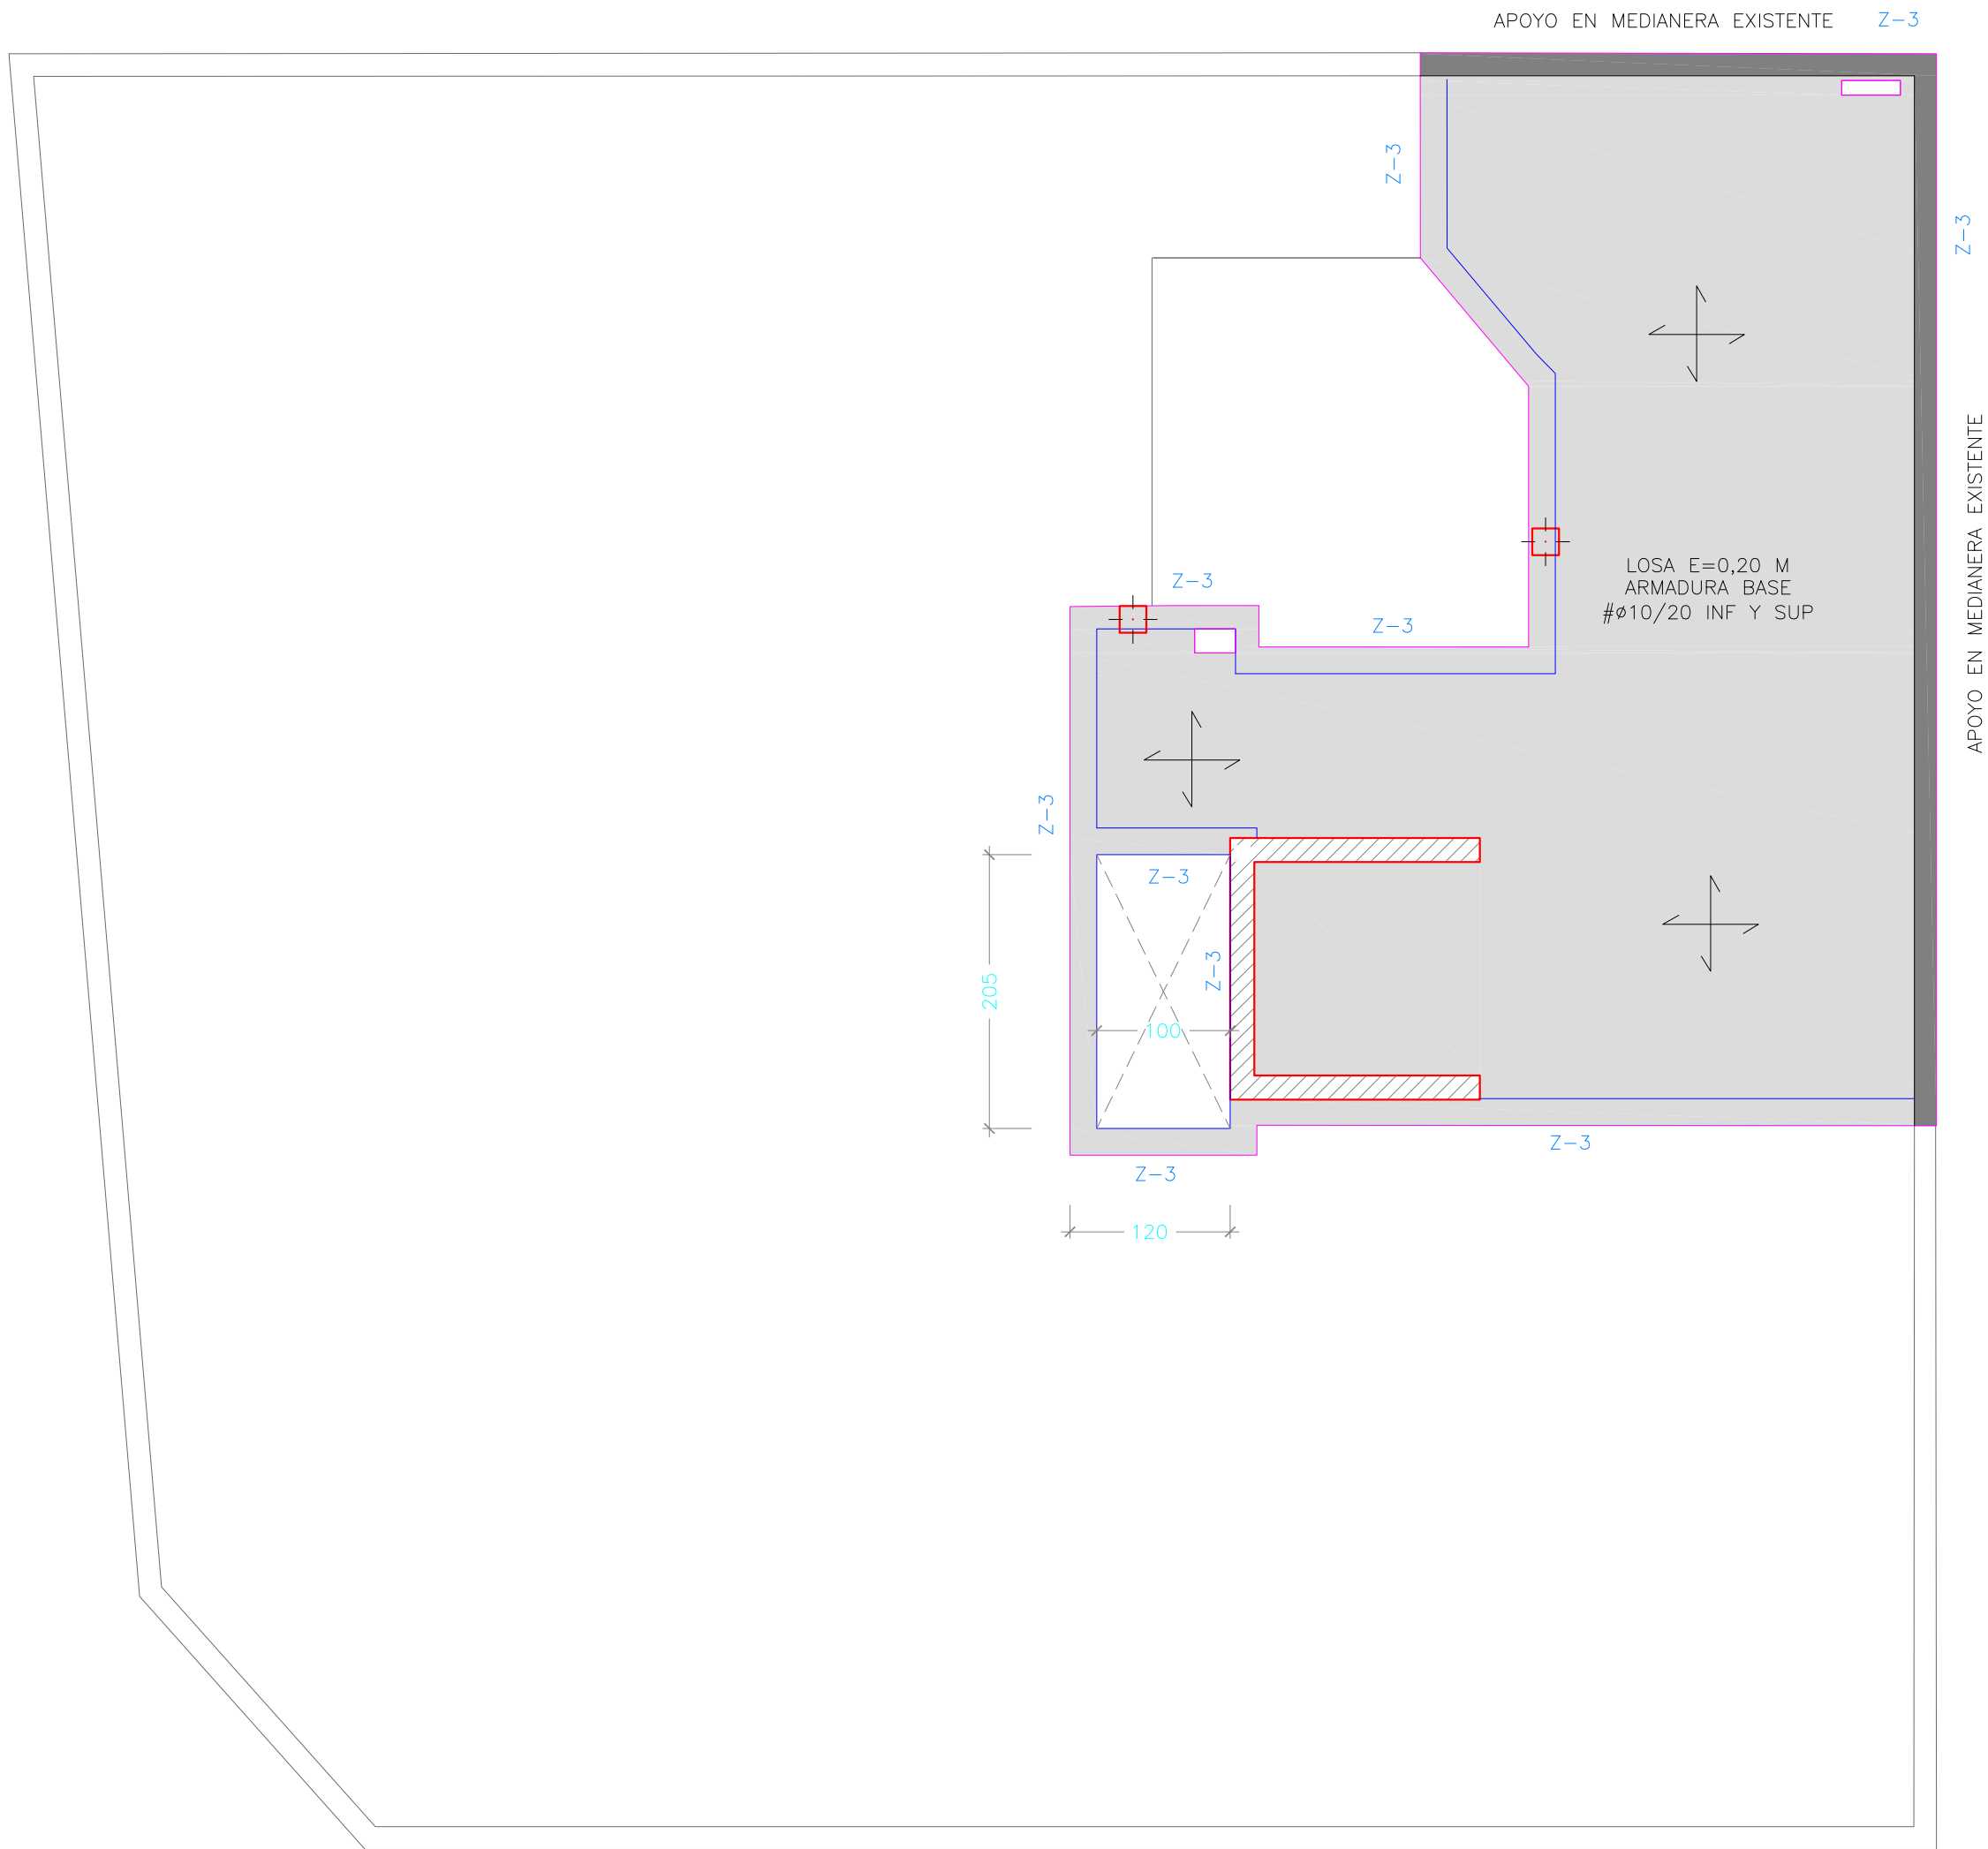 APOYO EN MEDIANERA EXISTENTE Z-3
Z-3
Z-3
APOYO EN MEDIANERA EXISTENTE
LOSA E=0,20 M
ARMADURA BASE
#ø10/20 INF Y SUP
Z-3
Z-3
Z-3
Z-3
Z-3
205
100
Z-3
Z-3
120